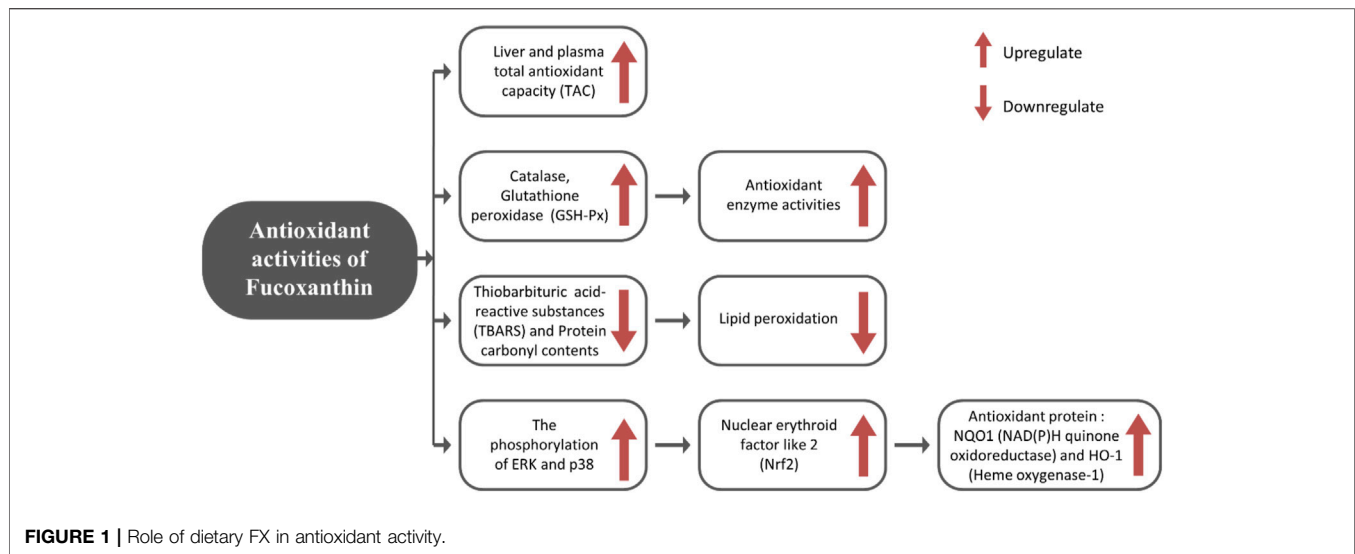 Liver and plasma
total antioxidant
capacity (TAC)
Upregulate
Downregulate
Catalase,
Glutathione
peroxidase (GSH-Px)
Antioxidant
enzyme activities
Antioxidant
activities of
Fucoxanthin
Thiobarbituric acid-
reactive substances
(TBARS) and Protein
carbonyl contents
Lipid peroxidation
The
phosphorylation
of ERK and p38
Nuclear erythroid
factor like 2
(Nrf2)
Antioxidant protein :
NQO1 (NAD(P)H quinone
oxidoreductase) and HO-1
(Heme oxygenase-1)
FIGURE 1 | Role of dietary FX in antioxidant activity.